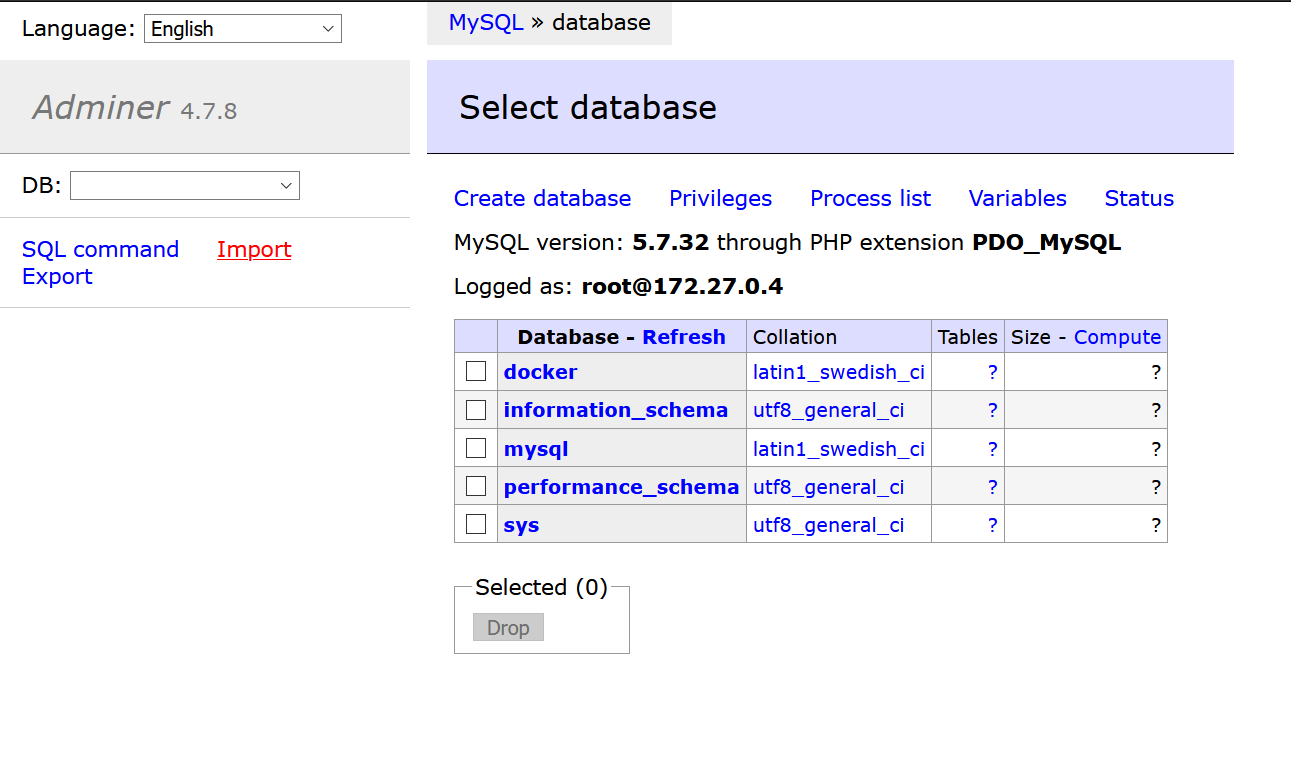 Language: English
MySQL » database
Adminer 4.7.8
Select database
DB:
SQL command Import
Export
Create database Privileges Process list Variables Status
MySQL version: 5.7.32 through PHP extension PDO_MySQL
Logged as: root@172.27.0.4
Database - Refresh Collation Tables Size - Compute
docker latin1_swedish_ci ? ?
information_schema utf8_general_ci ? ?
mysql latin1_swedish_ci ? ?
performance_schema utf8_general_ci ? ?
sys utf8_general_ci ? ?
Selected (0)
Drop